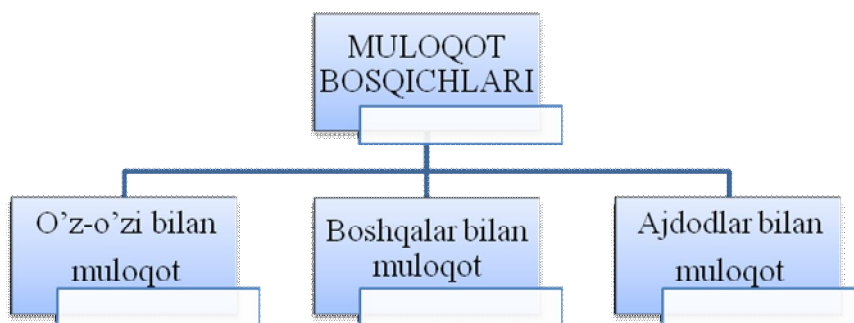 MULOQOT
BOSQICHLARI
O’z-o’zi bilan
muloqot
Boshqalar bilan
muloqot
Ajdodlar bilan
muloqot